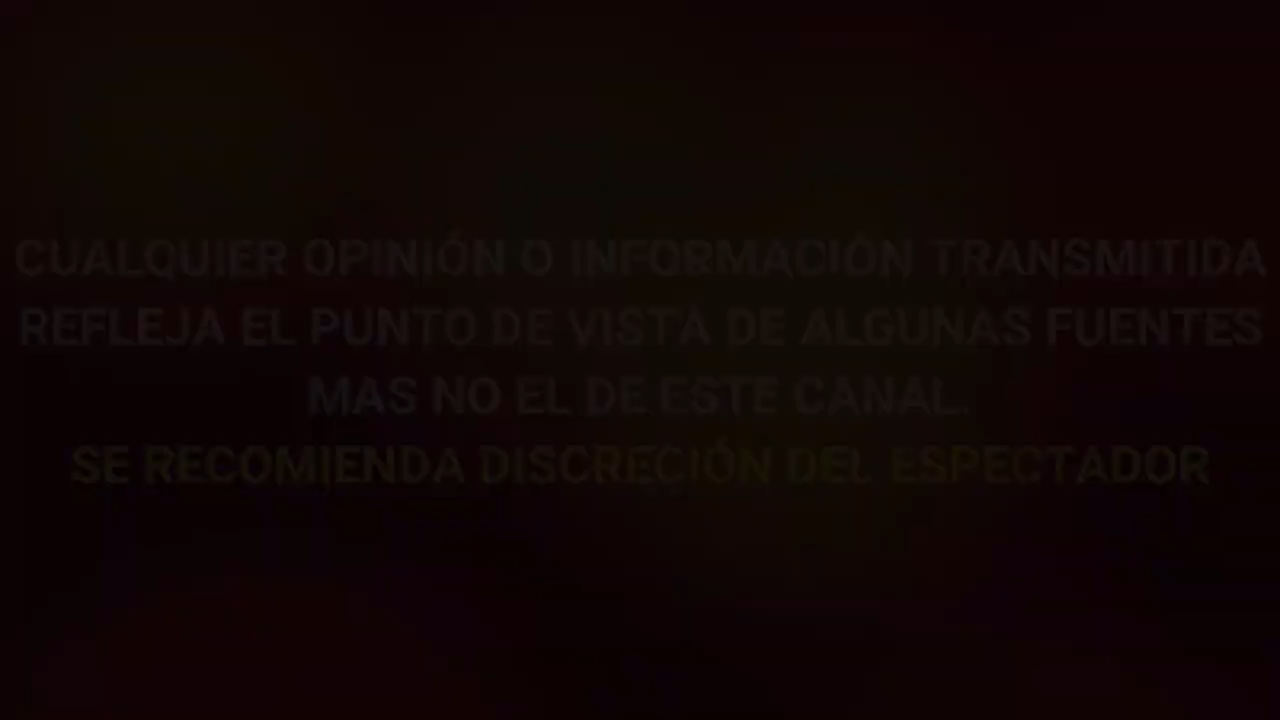 CUALQUIER OPINIÓN O INFORMACIÓN TRANSMITIDA
REFLEJA EL PUNTO DE VISTA DE ALGUNAS FUENTES
MAS NO EL DE ESTE CANAL.
SE RECOMIENDA DISCRECIÓN DEL ESPECTADOR